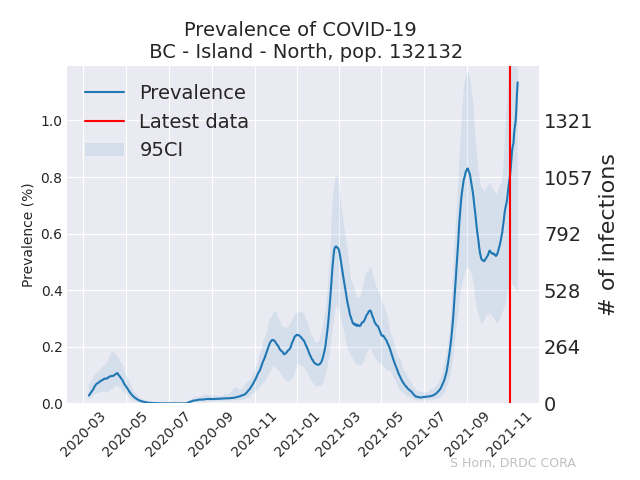 Prevalence of COVID-19
BC - Island - North, pop. 132132
Prevalence
Latest data
95CI
Prevalence (%)
1.0
0.8
0.6
0.4
0.2
0.0
1321
1057
792
528
264
0
# of infections
2020-03
2020-05
2020-07
2020-09
2020-11
2021-01
2021-03
2021-05
2021-07
2021-09
2021-11
S Horn, DRDC CORA